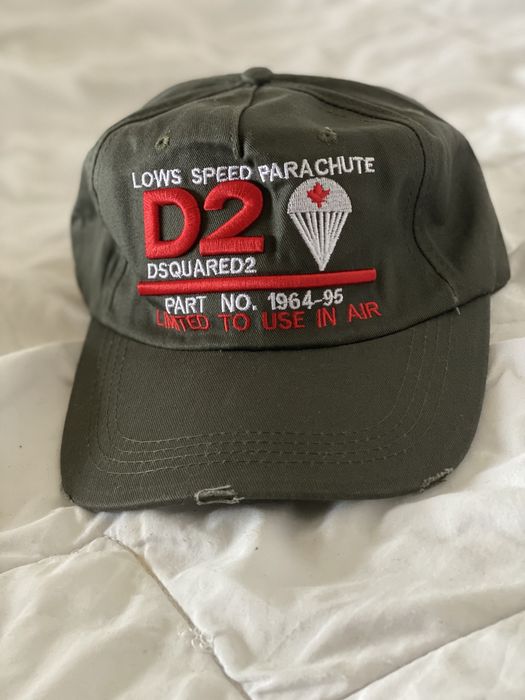 LOWS SPEED PARACHUTE
D2
DSQUARED2
PART NO. 1964-95
LIMITED TO USE IN AIR